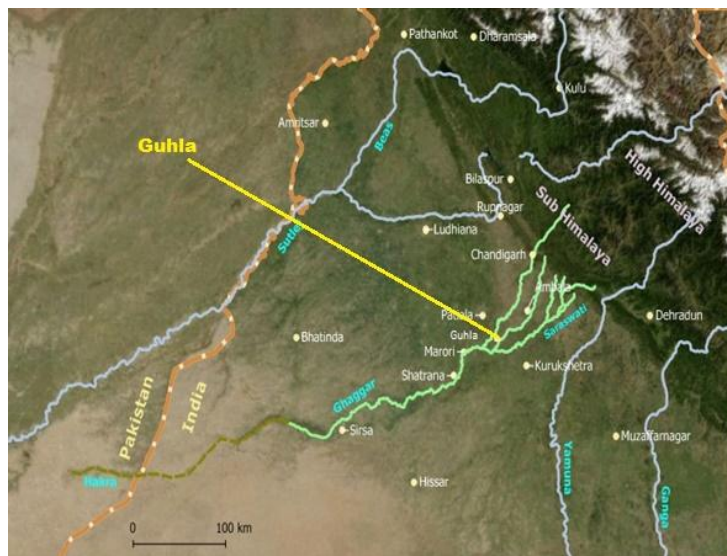 Pathankot
Dharamsala
Kulu
Amritsar
Beas
Guhla
Bilaspur
High Himalaya
Sub Himalaya
Rupnagar
Ludhiana
Sutlej
Chandigarh
Ambala
Patiala
Dehradun
Guhla
Saraswati
Bhatinda
Marori
Kurukshetra
Shatrana
Pakistan
India
Ghaggar
Sirsa
Muzaffarnagar
Yamuna
Ganga
Hakra
Hissar
0 100 km